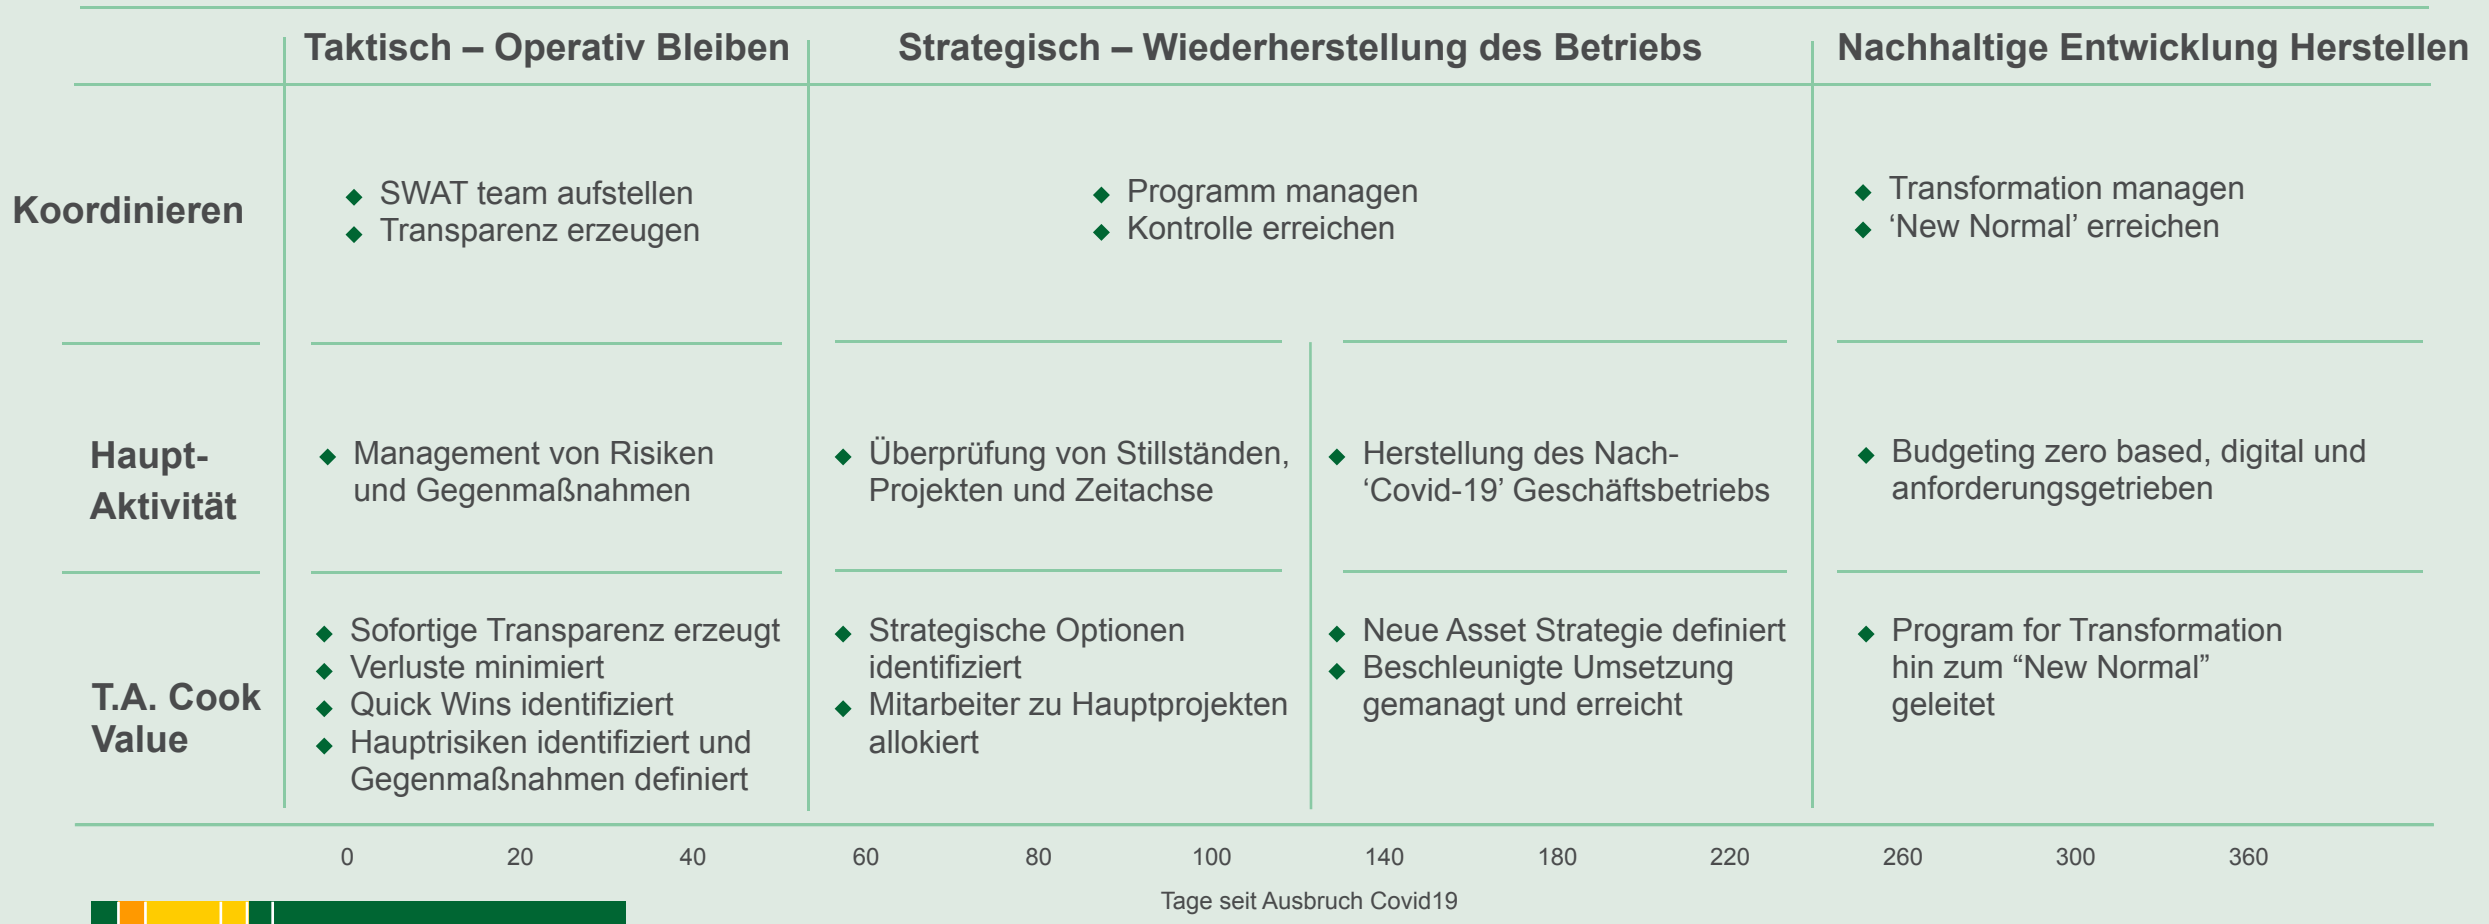 Taktisch – Operativ Bleiben
Strategisch – Wiederherstellung des Betriebs
Nachhaltige Entwicklung Herstellen
Koordinieren
SWAT team aufstellen
Transparenz erzeugen
Programm managen
Kontrolle erreichen
Transformation managen
‘New Normal’ erreichen
Haupt-
Aktivität
Management von Risiken
und Gegenmaßnahmen
Überprüfung von Stillständen,
Projekten und Zeitachse
Herstellung des Nach-
‘Covid-19’ Geschäftsbetriebs
Budgeting zero based, digital und
anforderungsgetrieben
T.A. Cook
Value
Sofortige Transparenz erzeugt
Verluste minimiert
Quick Wins identifiziert
Hauptrisiken identifiziert und
Gegenmaßnahmen definiert
Strategische Optionen
identifiziert
Mitarbeiter zu Hauptprojekten
allokiert
Neue Asset Strategie definiert
Beschleunigte Umsetzung
gemanagt und erreicht
Program for Transformation
hin zum “New Normal”
geleitet
0 20 40 60 80 100 140 180 220 260 300 360
Tage seit Ausbruch Covid19